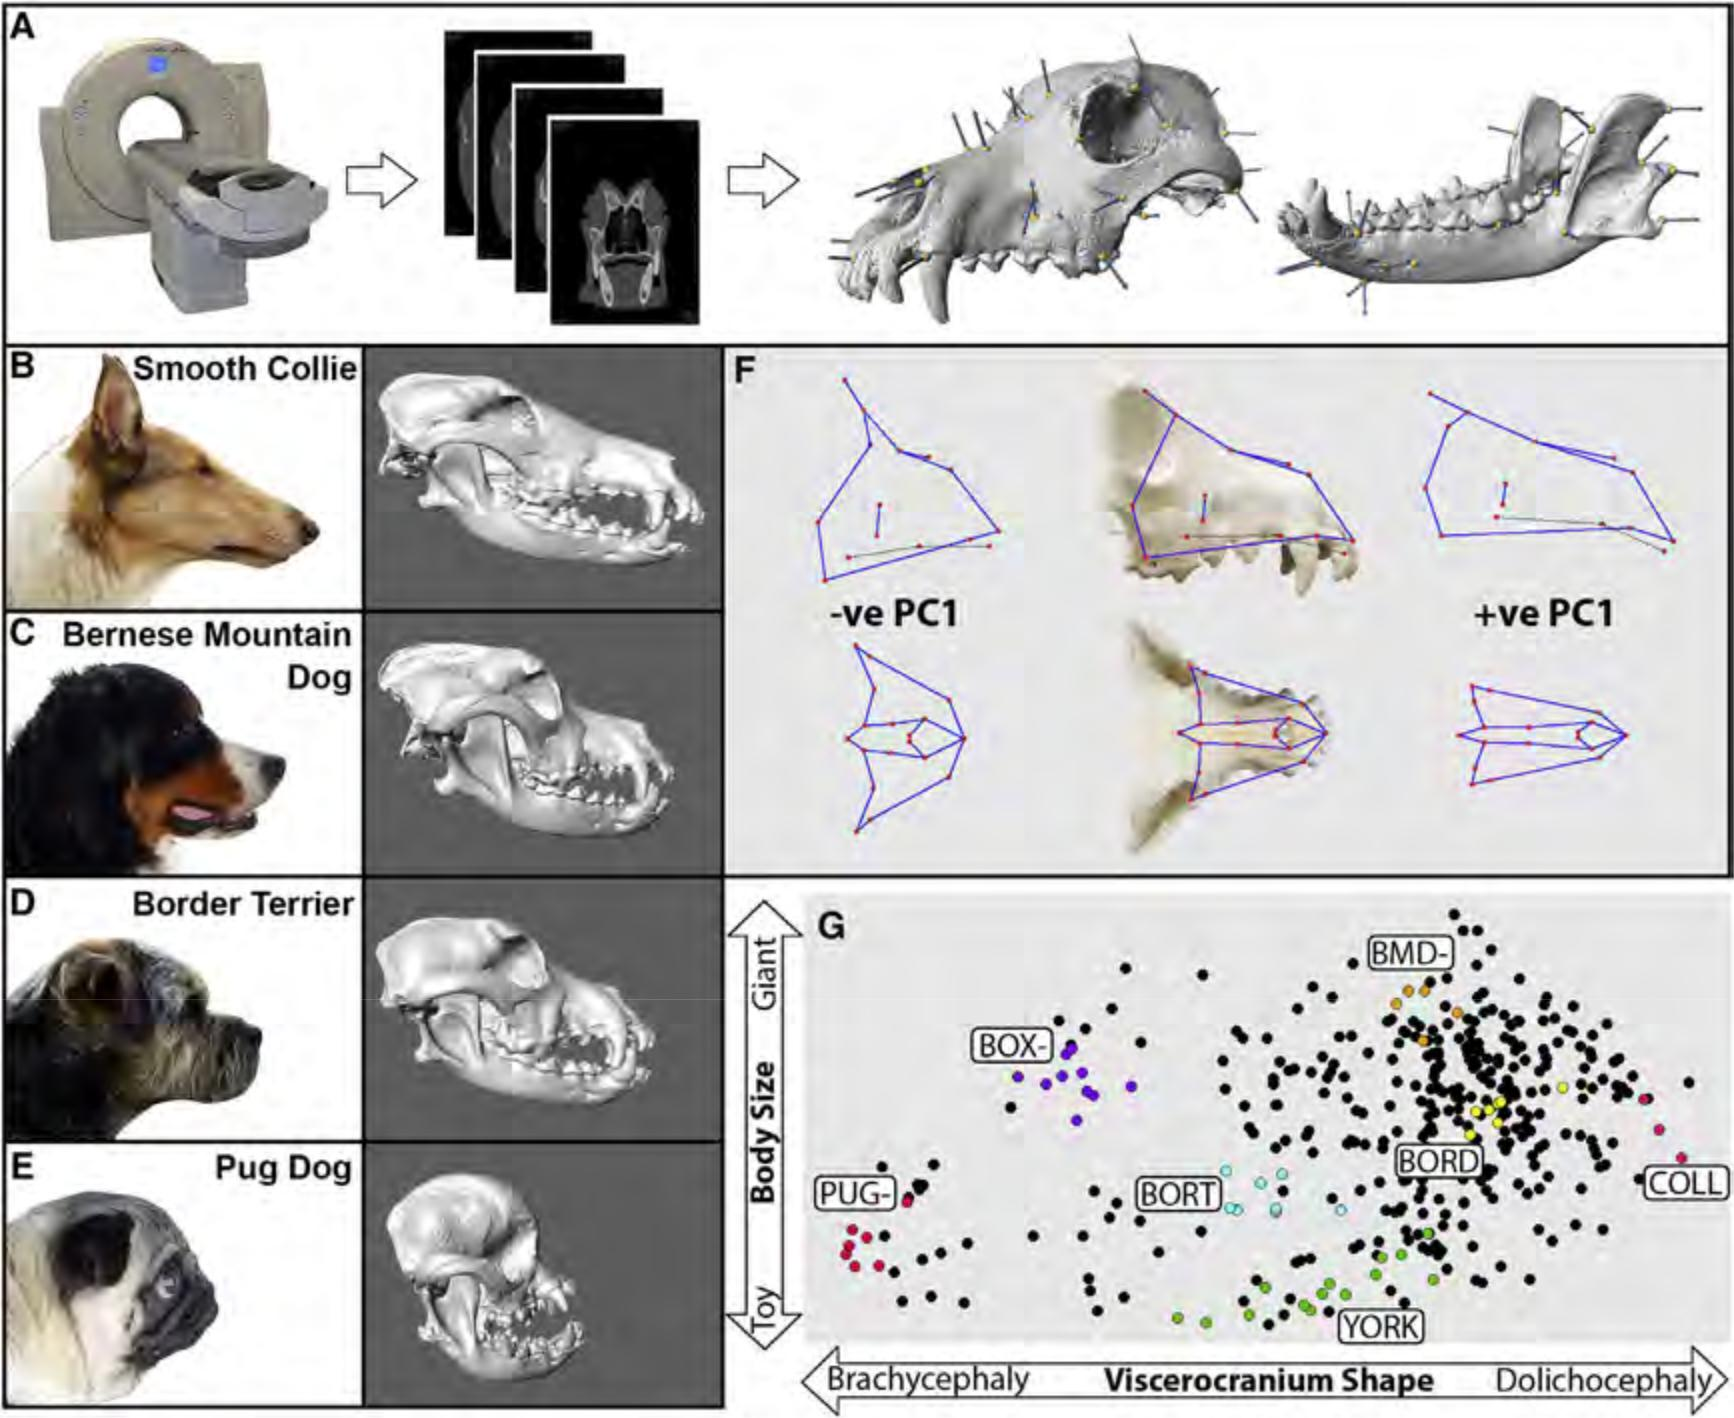 A
B
Smooth Collie
C
Bernese Mountain
Dog
D
Border Terrier
E
Pug Dog
F
-ve PC1
+ve PC1
G
Giant
Body Size
Toy
BMD-
BOX-
PUG-
BORT
BORD
COLL
YORK
Brachycephaly
Viscerocranium Shape
Dolichocephaly